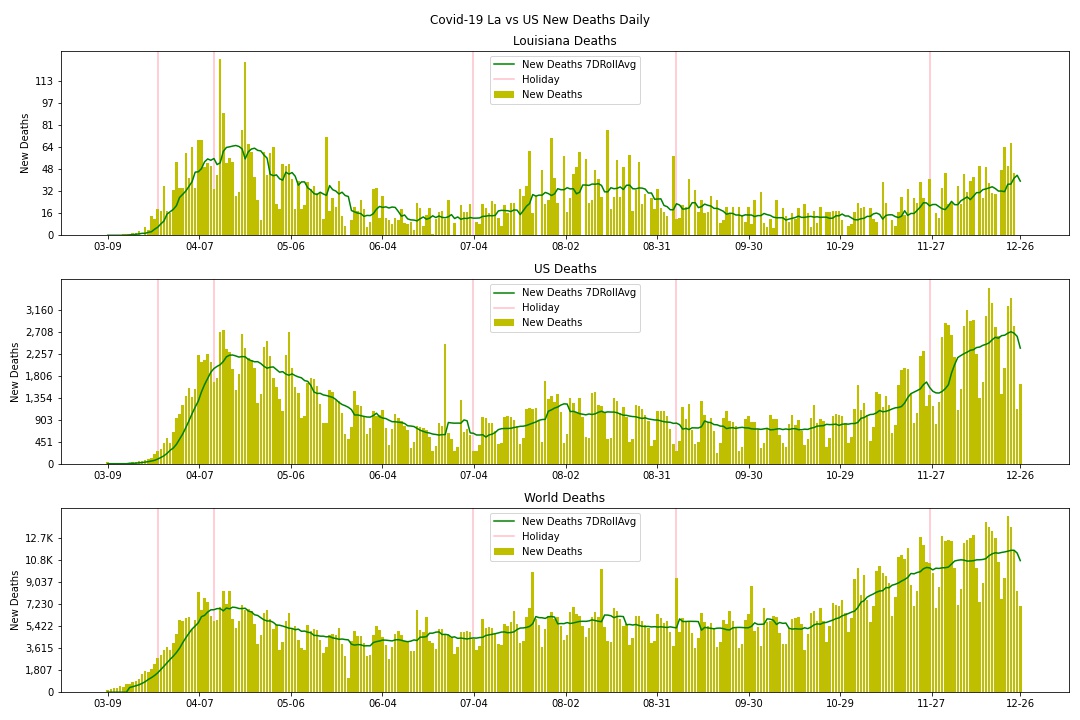 Covid-19 La vs US New Deaths Daily
Louisiana Deaths
New Deaths
113
97
81
64
48
32
16
0
New Deaths 7DRollAvg
Holiday
New Deaths
03-09 04-07 05-06 06-04 07-04 08-02 08-31 09-30 10-29 11-27 12-26
US Deaths
New Deaths
3,160
2,708
2,257
1,806
1,354
903
451
0
New Deaths 7DRollAvg
Holiday
New Deaths
03-09 04-07 05-06 06-04 07-04 08-02 08-31 09-30 10-29 11-27 12-26
World Deaths
New Deaths
12.7K
10.8K
9,037
7,230
5,422
3,615
1,807
0
New Deaths 7DRollAvg
Holiday
New Deaths
03-09 04-07 05-06 06-04 07-04 08-02 08-31 09-30 10-29 11-27 12-26